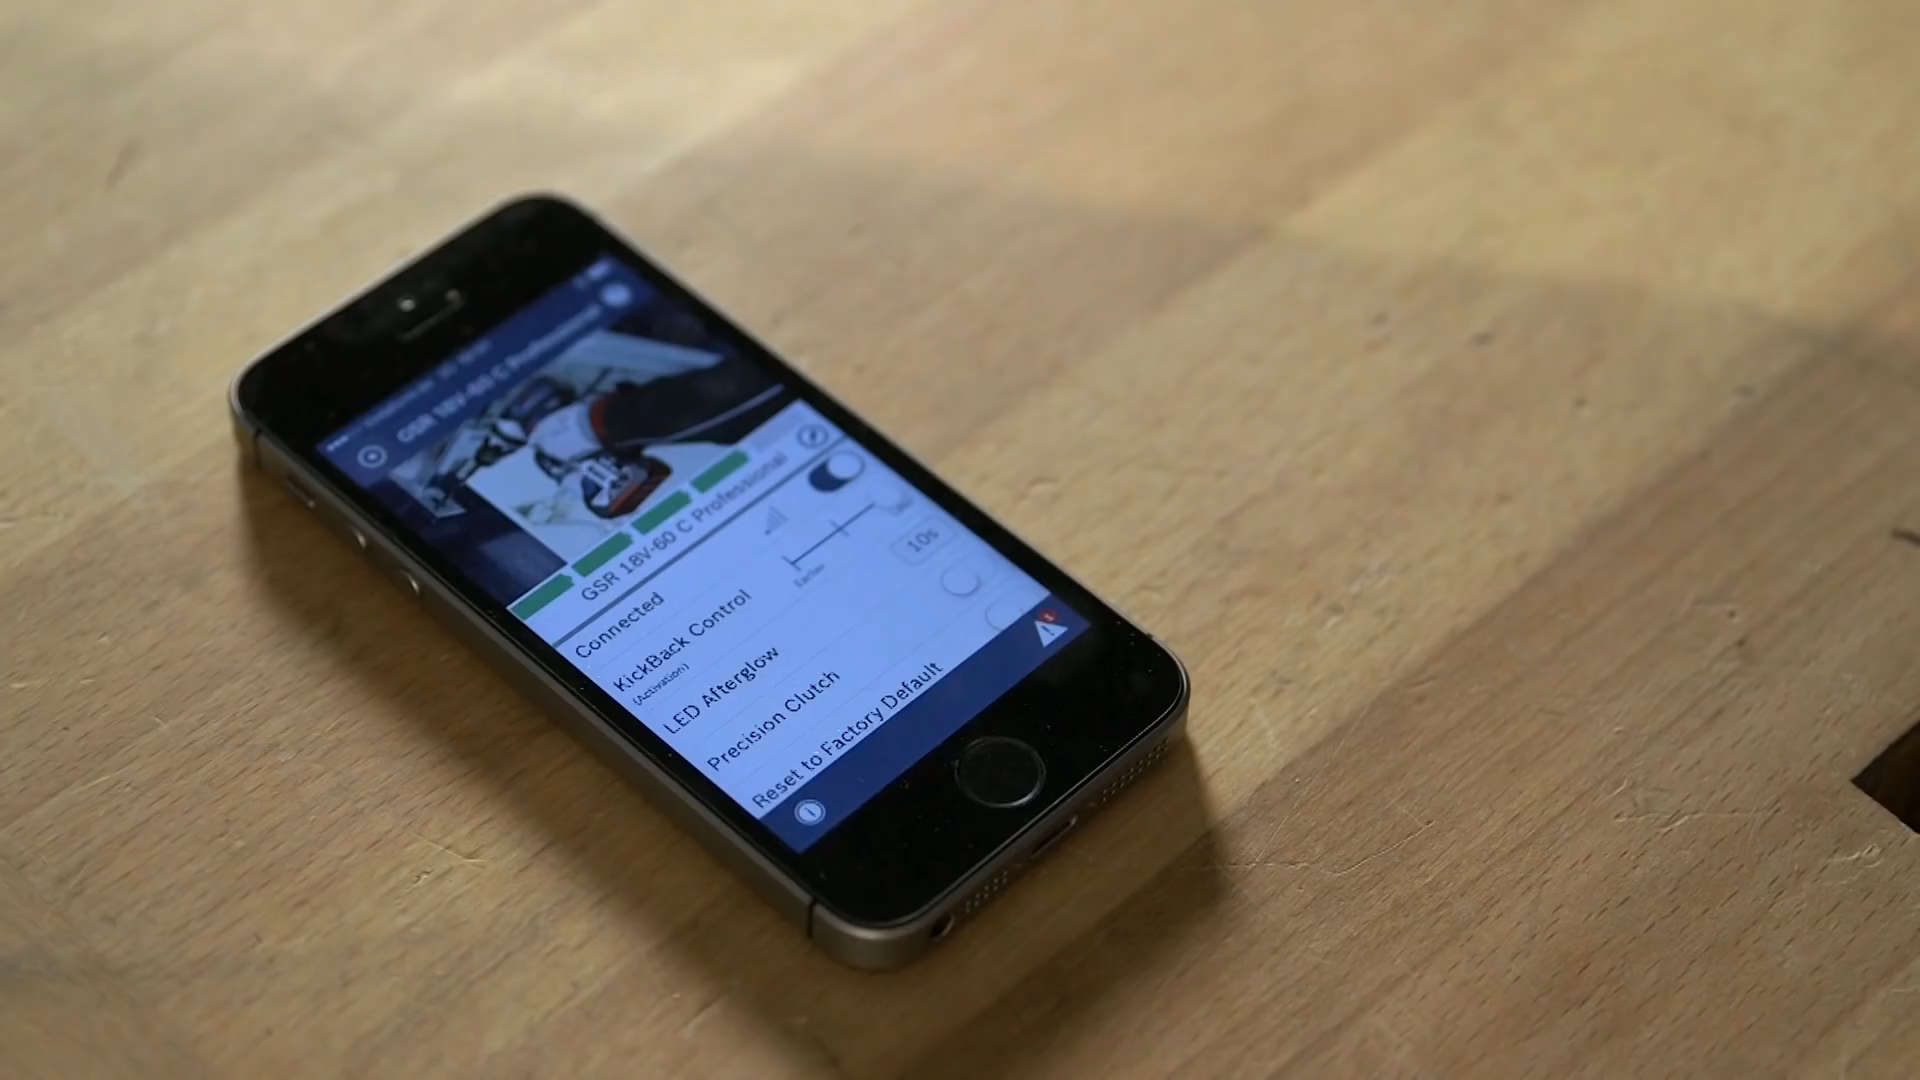 GSR 18V-60 C Professional
GSR 18V-60 C Professional
Connected
KickBack Control
(Activation)
Earlier
LED Afterglow
10s
Precision Clutch
Reset to Factory Default
1